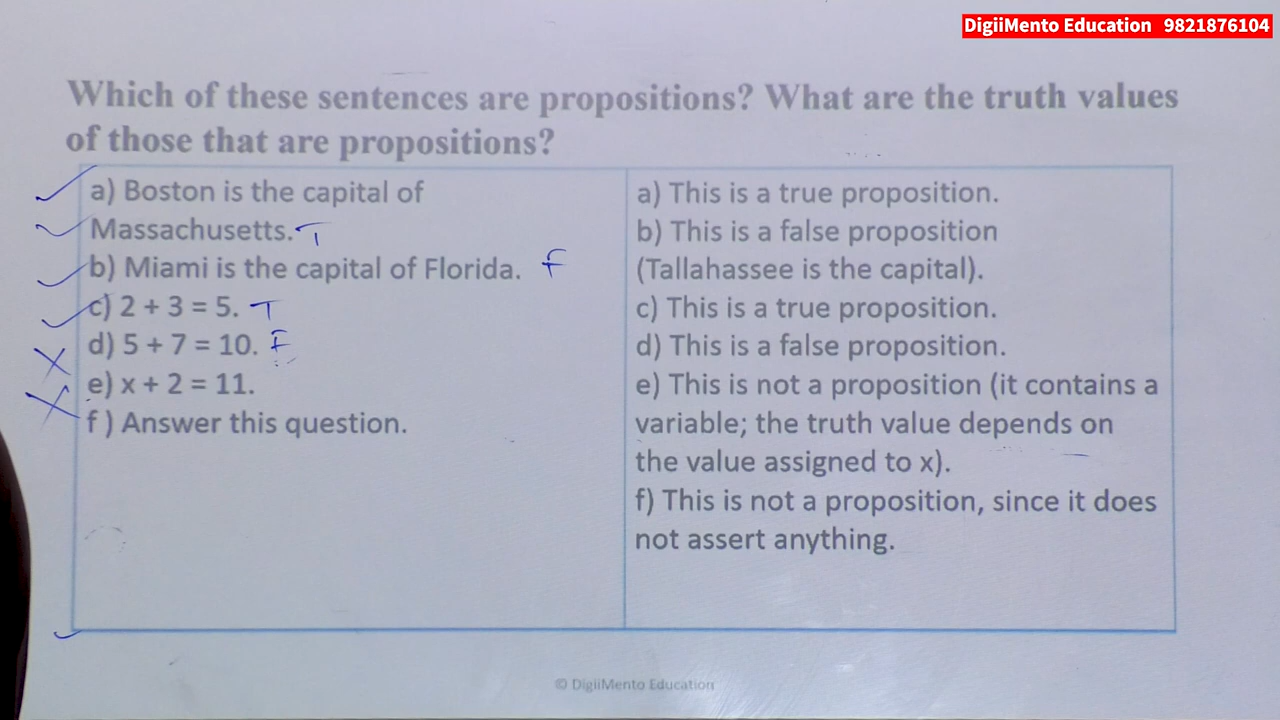 DigiiMento Education 9821876104
Which of these sentences are propositions? What are the truth values
of those that are propositions?
a) Boston is the capital of
Massachusetts. T
b) Miami is the capital of Florida. F
c) 2 + 3 = 5. T
d) 5 + 7 = 10. F
e) x + 2 = 11.
f ) Answer this question.
a) This is a true proposition.
b) This is a false proposition
(Tallahassee is the capital).
c) This is a true proposition.
d) This is a false proposition.
e) This is not a proposition (it contains a
variable; the truth value depends on
the value assigned to x).
f) This is not a proposition, since it does
not assert anything.
© DigiiMento Education